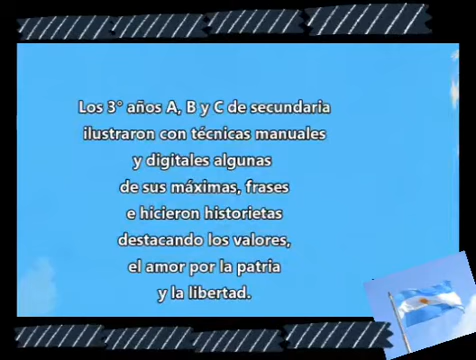 Los 3° años A, B y C de secundaria
ilustraron con técnicas manuales
y digitales algunas
de sus máximas, frases
e hicieron historietas
destacando los valores,
el amor por la patria
y la libertad.